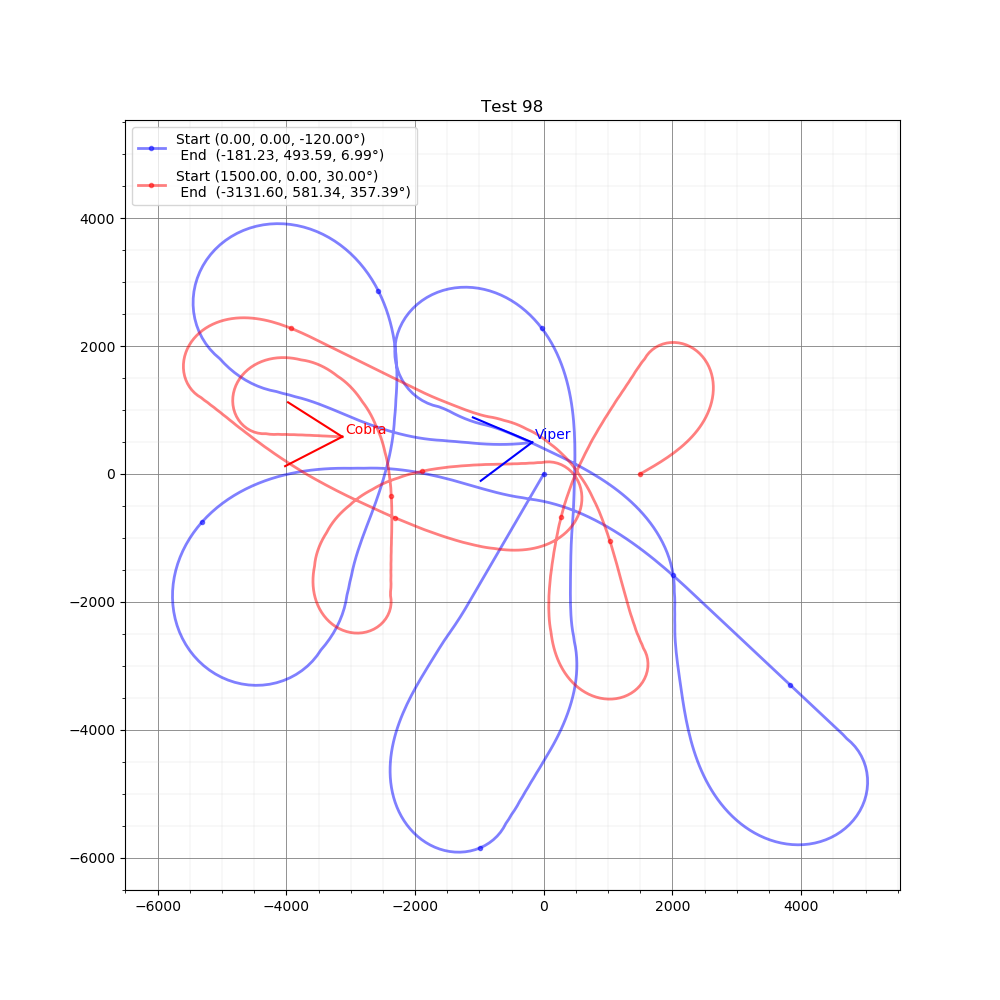 Test 98
Start (0.00, 0.00, -120.00°)
End (-181.23, 493.59, 6.99°)
Start (1500.00, 0.00, 30.00°)
End (-3131.60, 581.34, 357.39°)
4000
2000
Cobra
Viper
0
−2000
−4000
−6000
−6000 −4000 −2000 0 2000 4000